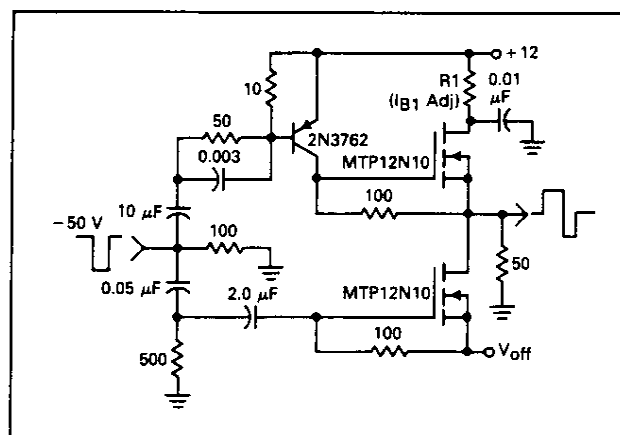 +12
R1
(IB1 Adj)
0.01
μF
10
50
2N3762
0.003
MTP12N10
100
10 μF
−50 V
100
50
0.05 μF
2.0 μF
MTP12N10
100
500
Voff